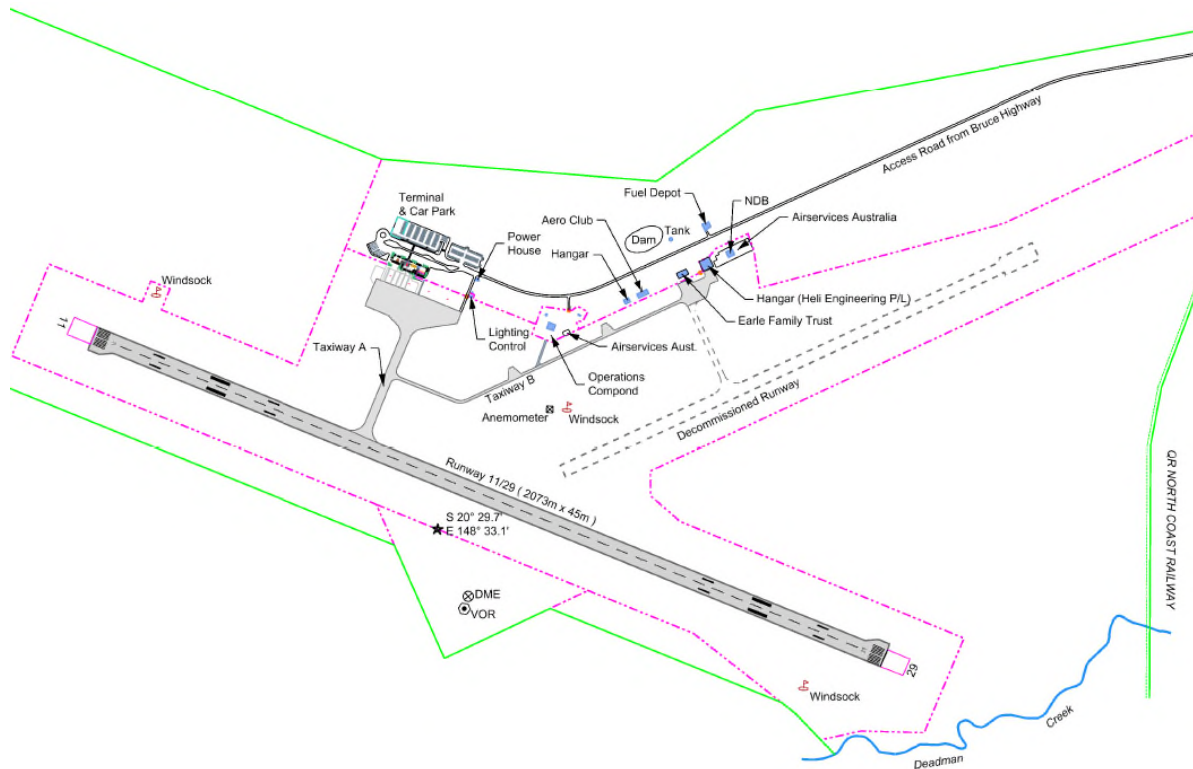 Access Road from Bruce Highway
Terminal
& Car Park
Fuel Depot
NDB
Airservices Australia
Aero Club
Tank
Dam
Power
House
Hangar
Windsock
Hangar (Heli Engineering P/L)
Earle Family Trust
11
Lighting
Control
Airservices Aust.
Taxiway A
Operations
Compond
Taxiway B
Anemometer
Windsock
Decommissioned Runway
Runway 11/29 ( 2073m x 45m )
QR NORTH COAST RAILWAY
S 20° 29.7'
E 148° 33.1'
DME
VOR
29
Windsock
Creek
Deadman